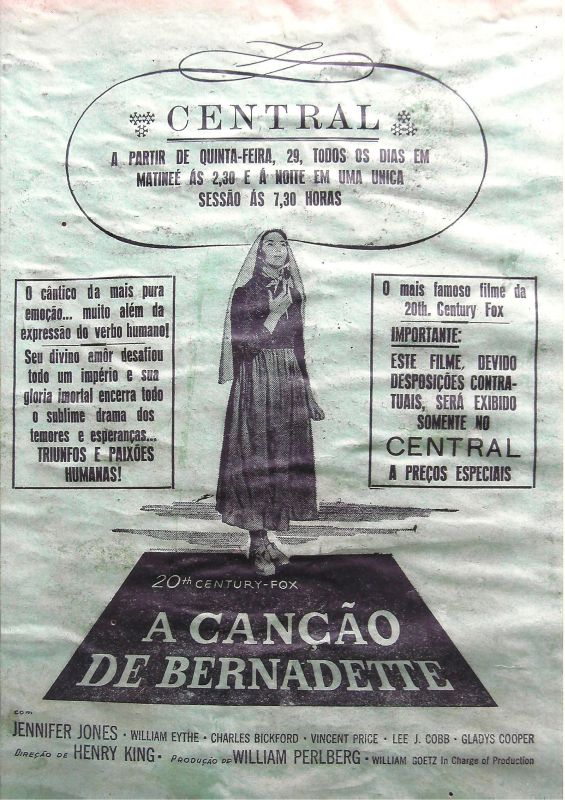 CENTRAL
A PARTIR DE QUINTA-FEIRA, 29, TODOS OS DIAS EM
MATINEÉ ÁS 2,30 E Á NOITE EM UMA UNICA
SESSÃO ÁS 7,30 HORAS
O cântico da mais pura
emoção... muito além da
expressão do verbo humano!
Seu divino amôr desafiou
todo um império e sua
gloria imortal encerra todo
o sublime drama dos
temores e esperanças...
TRIUNFOS E PAIXÕES
HUMANAS!
O mais famoso filme da
20th. Century Fox
IMPORTANTE:
ESTE FILME, DEVIDO
DESPOSIÇÕES CONTRA-
TUAIS, SERÁ EXIBIDO
SOMENTE NO
CENTRAL
A PREÇOS ESPECIAIS
20th CENTURY-FOX
A CANÇÃO
DE BERNADETTE
com
JENNIFER JONES · WILLIAM EYTHE · CHARLES BICKFORD · VINCENT PRICE · LEE J. COBB · GLADYS COOPER
DIREÇÃO DE HENRY KING · PRODUÇÃO DE WILLIAM PERLBERG · WILLIAM GOETZ In Charge of Production